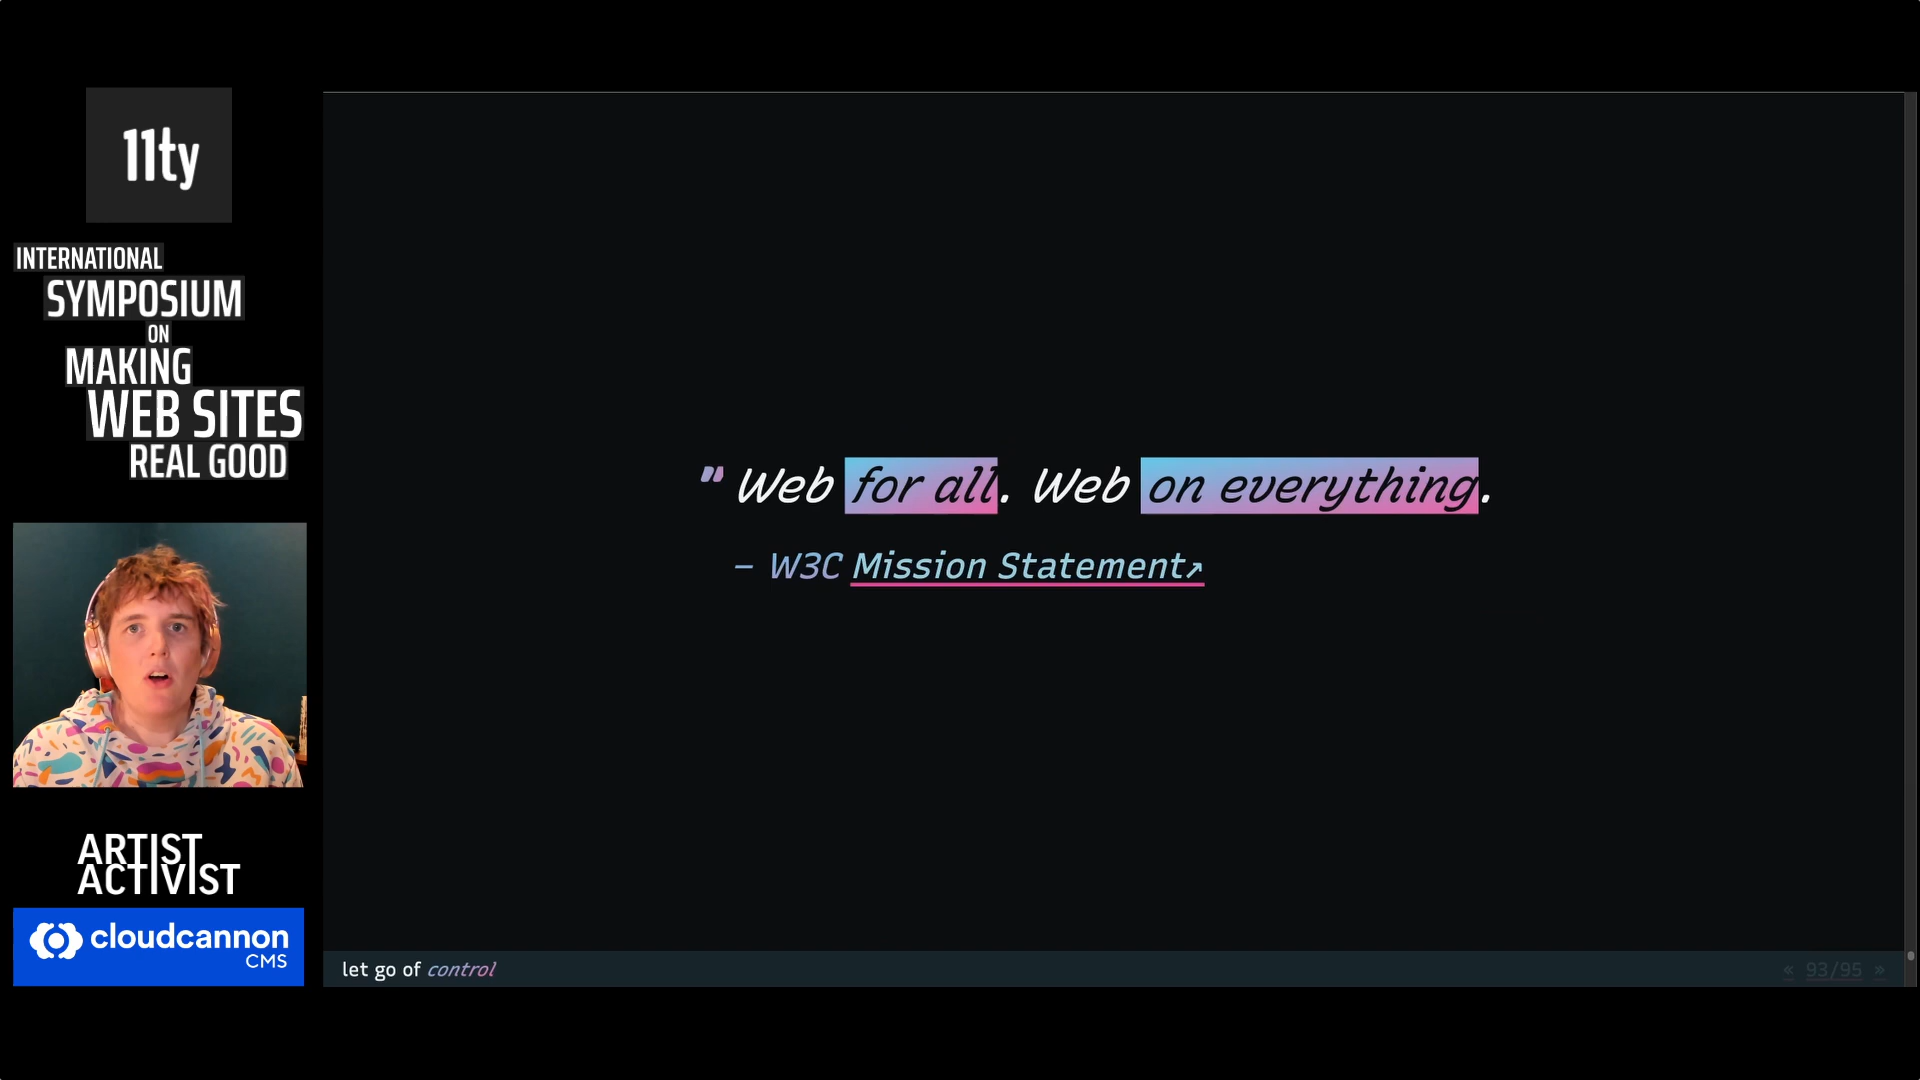 11ty
INTERNATIONAL
SYMPOSIUM
ON
MAKING
WEB SITES
REAL GOOD
" Web for all. Web on everything.
– W3C Mission Statement↗
ARTIST
ACTIVIST
cloudcannon
CMS
let go of control
« 93/95 »